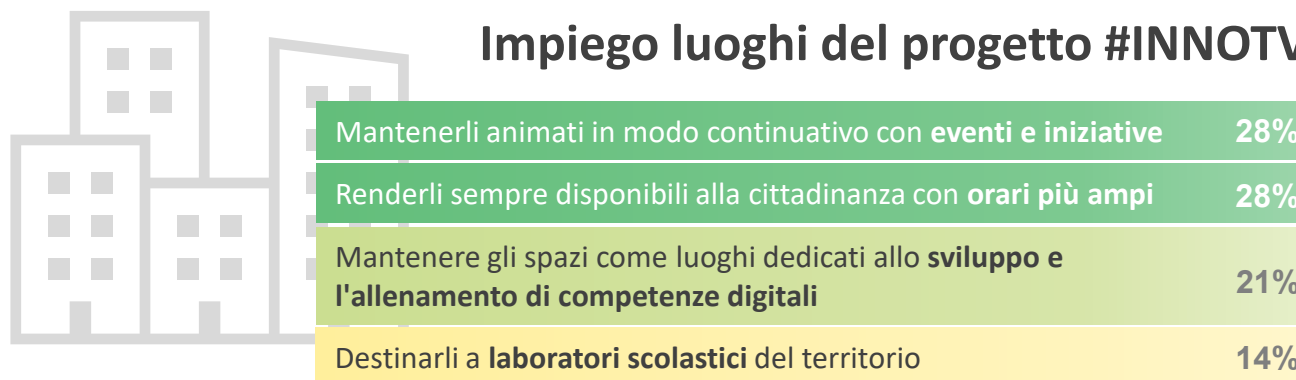 Impiego luoghi del progetto #INNOTV
Mantenerli animati in modo continuativo con eventi e iniziative 28%
Renderli sempre disponibili alla cittadinanza con orari più ampi 28%
Mantenere gli spazi come luoghi dedicati allo sviluppo e
l'allenamento di competenze digitali 21%
Destinarli a laboratori scolastici del territorio 14%